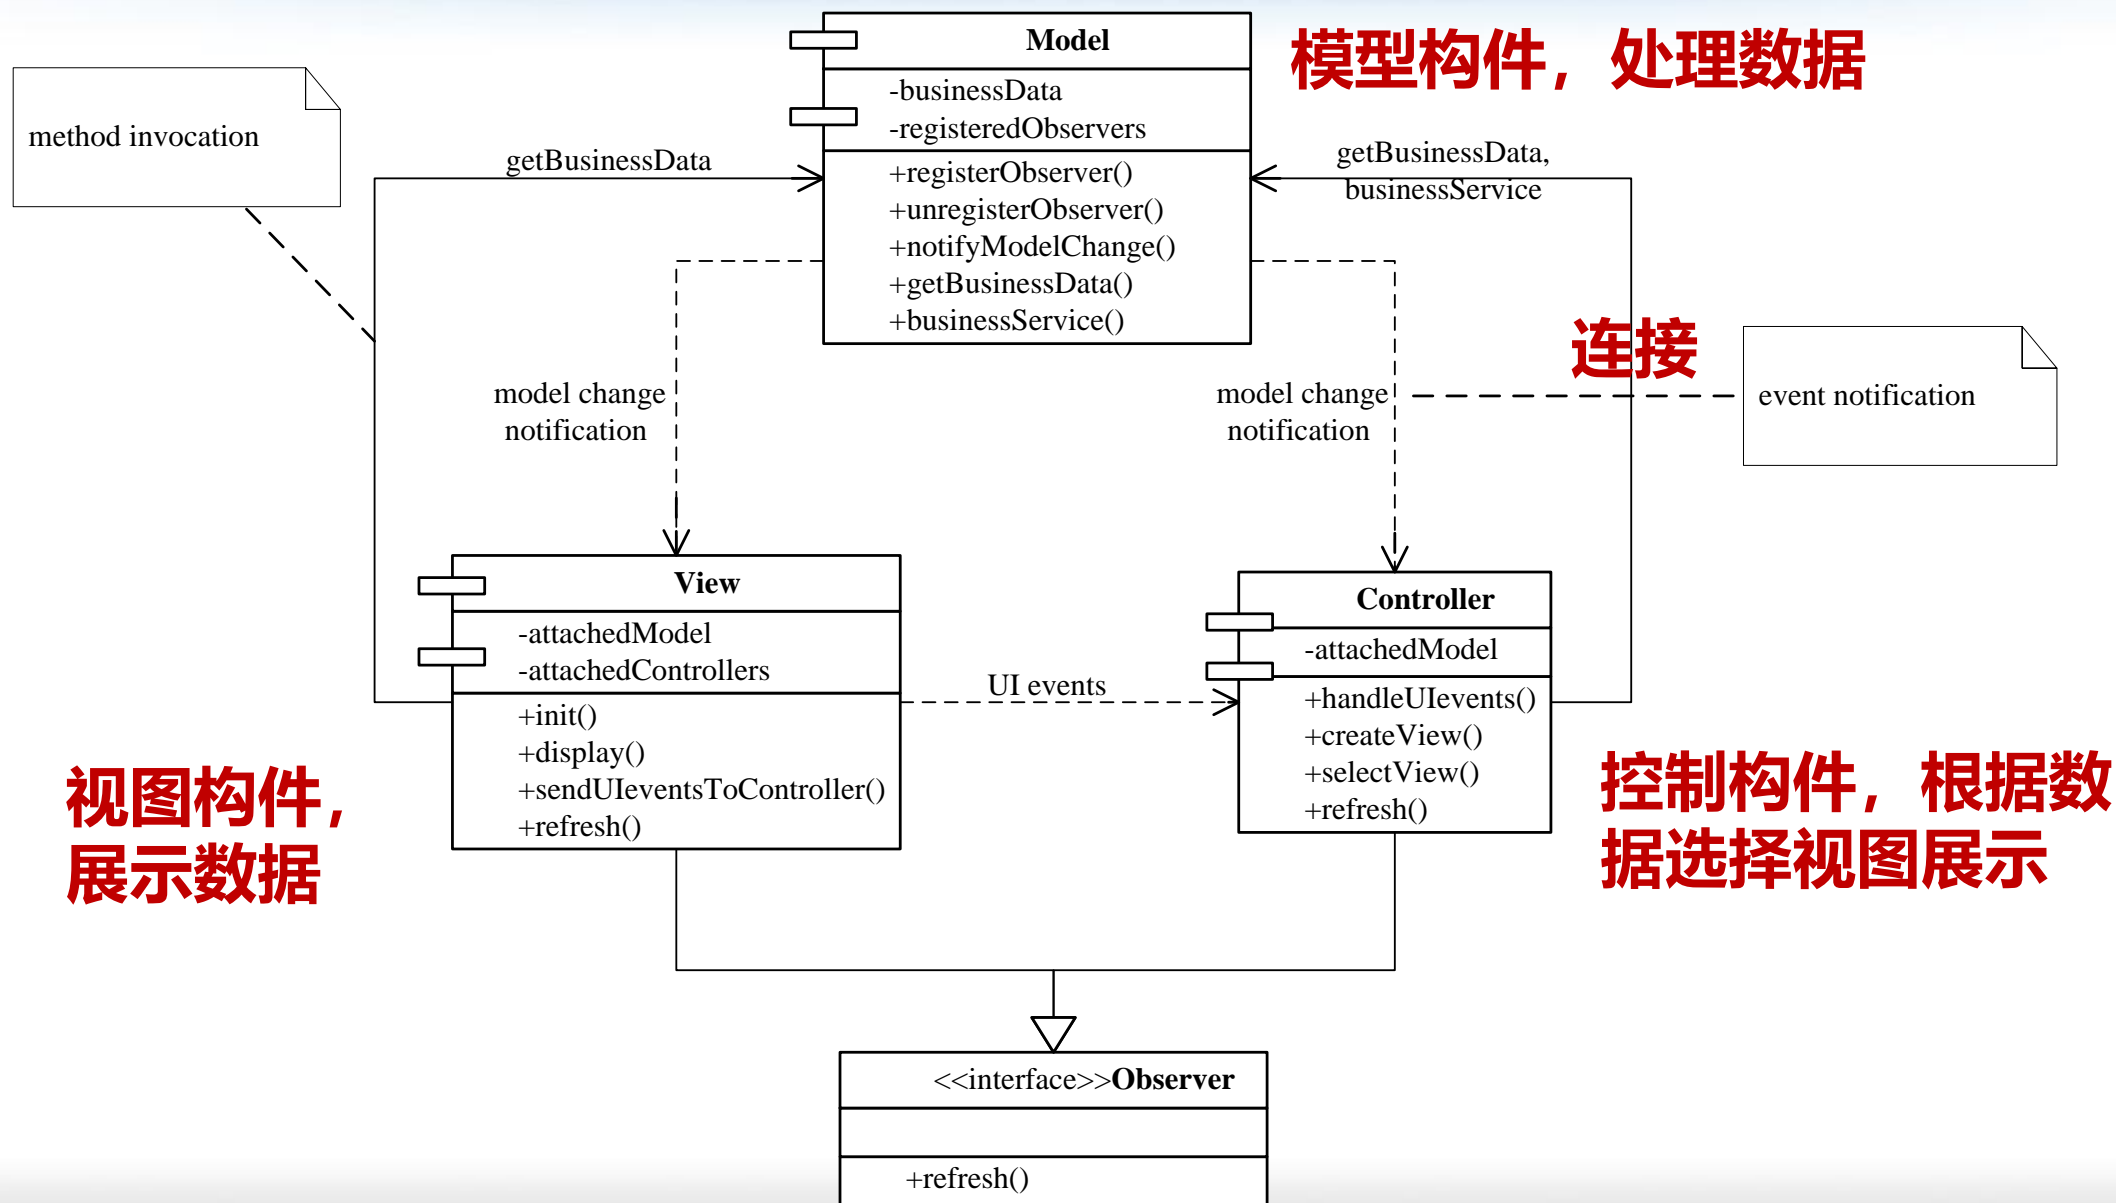 Model
模型构件，处理数据
-businessData
-registeredObservers
+registerObserver()
+unregisterObserver()
+notifyModelChange()
+getBusinessData()
+businessService()
method invocation
getBusinessData
getBusinessData,
businessService
连接
event notification
model change
notification
model change
notification
View
-attachedModel
-attachedControllers
+init()
+display()
+sendUIeventsToController()
+refresh()
UI events
Controller
-attachedModel
+handleUIevents()
+createView()
+selectView()
+refresh()
视图构件，
展示数据
控制构件，根据数
据选择视图展示
<<interface>>Observer
+refresh()